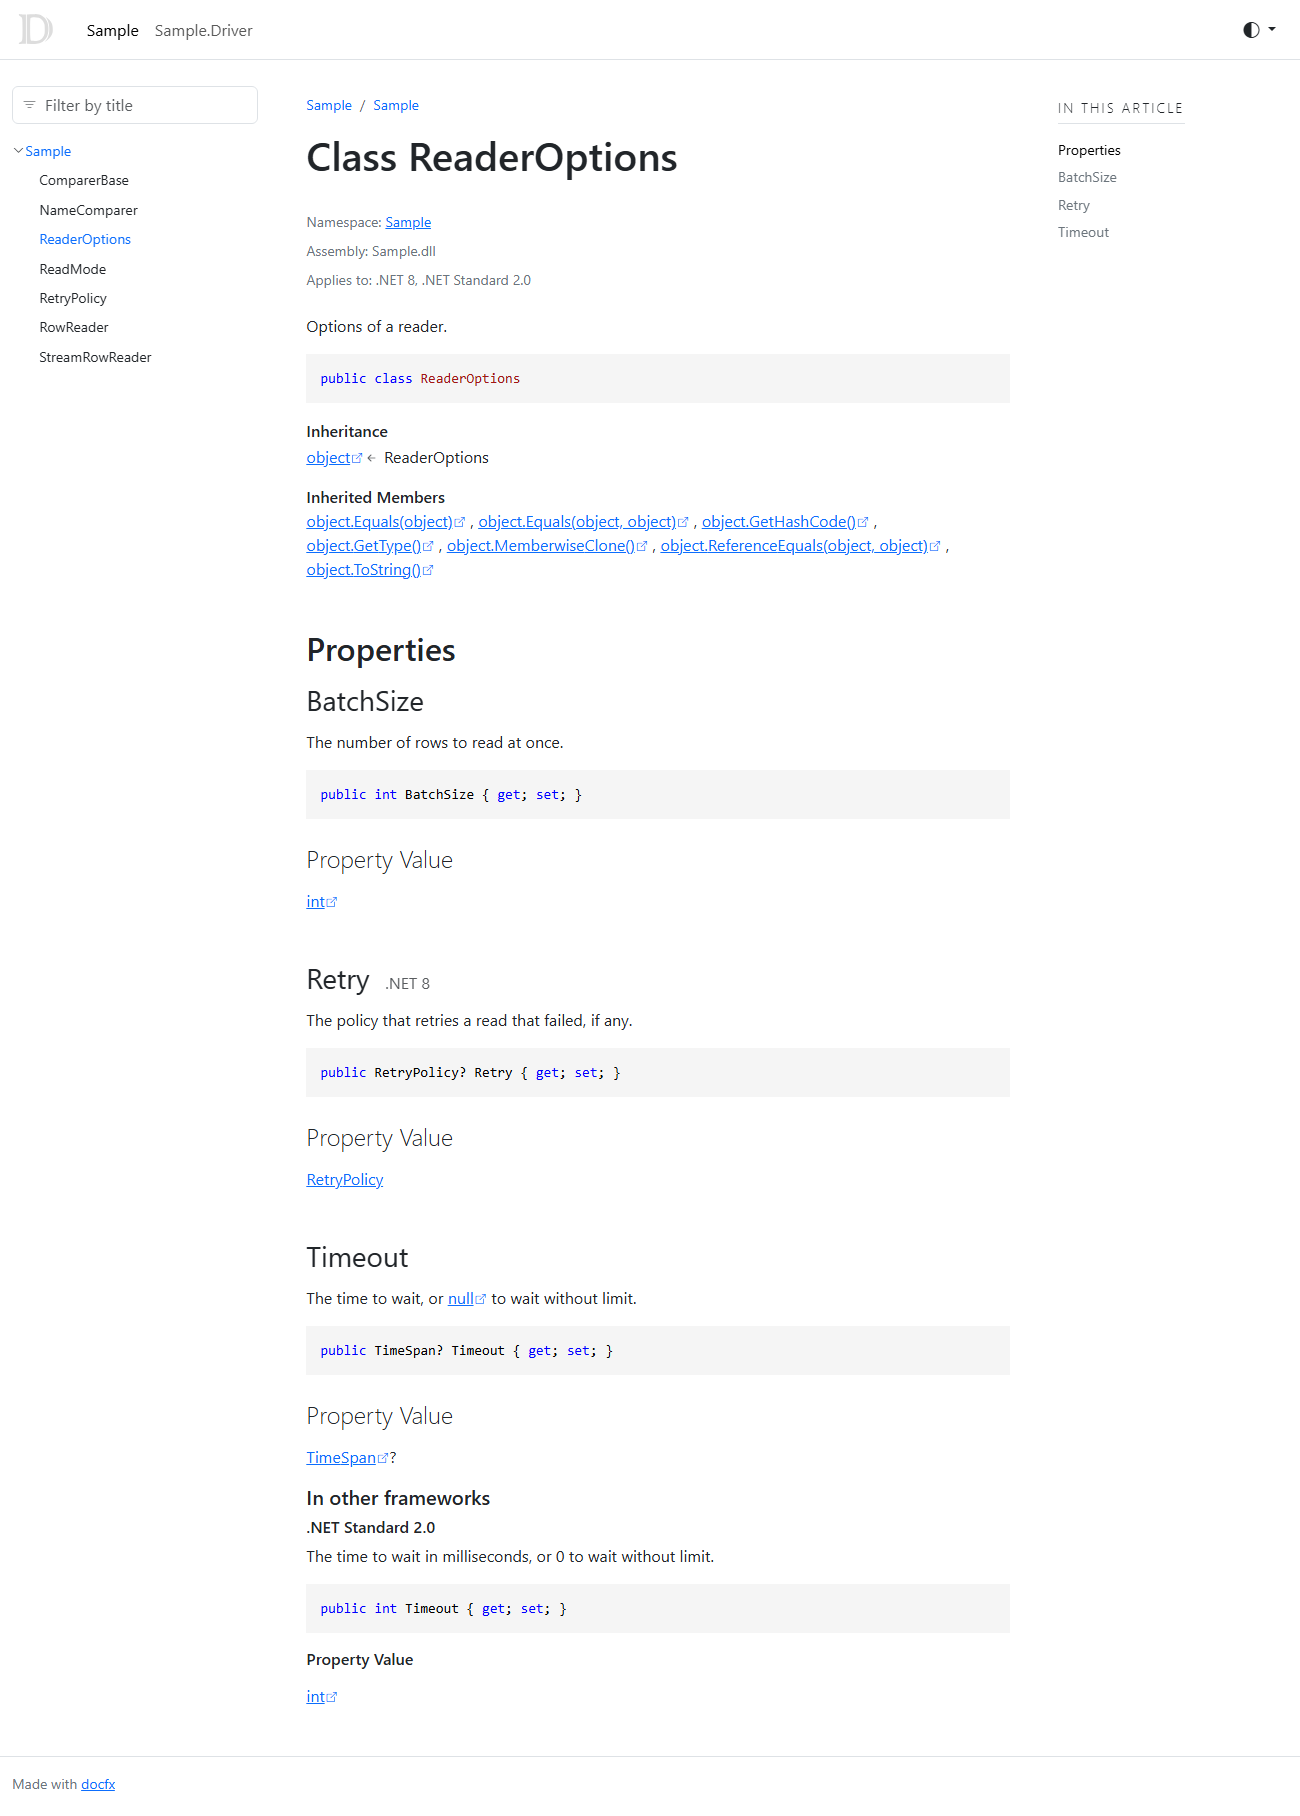 Sample Sample.Driver
Filter by title
Sample
ComparerBase
NameComparer
ReaderOptions
ReadMode
RetryPolicy
RowReader
StreamRowReader
Sample / Sample
Class ReaderOptions
Namespace: Sample
Assembly: Sample.dll
Applies to: .NET 8, .NET Standard 2.0
Options of a reader.
public class ReaderOptions
Inheritance
object ← ReaderOptions
Inherited Members
object.Equals(object) , object.Equals(object, object) , object.GetHashCode() ,
object.GetType() , object.MemberwiseClone() , object.ReferenceEquals(object, object) ,
object.ToString()
Properties
BatchSize
The number of rows to read at once.
public int BatchSize { get; set; }
Property Value
int
Retry .NET 8
The policy that retries a read that failed, if any.
public RetryPolicy? Retry { get; set; }
Property Value
RetryPolicy
Timeout
The time to wait, or null to wait without limit.
public TimeSpan? Timeout { get; set; }
Property Value
TimeSpan?
In other frameworks
.NET Standard 2.0
The time to wait in milliseconds, or 0 to wait without limit.
public int Timeout { get; set; }
Property Value
int
IN THIS ARTICLE
Properties
BatchSize
Retry
Timeout
Made with docfx